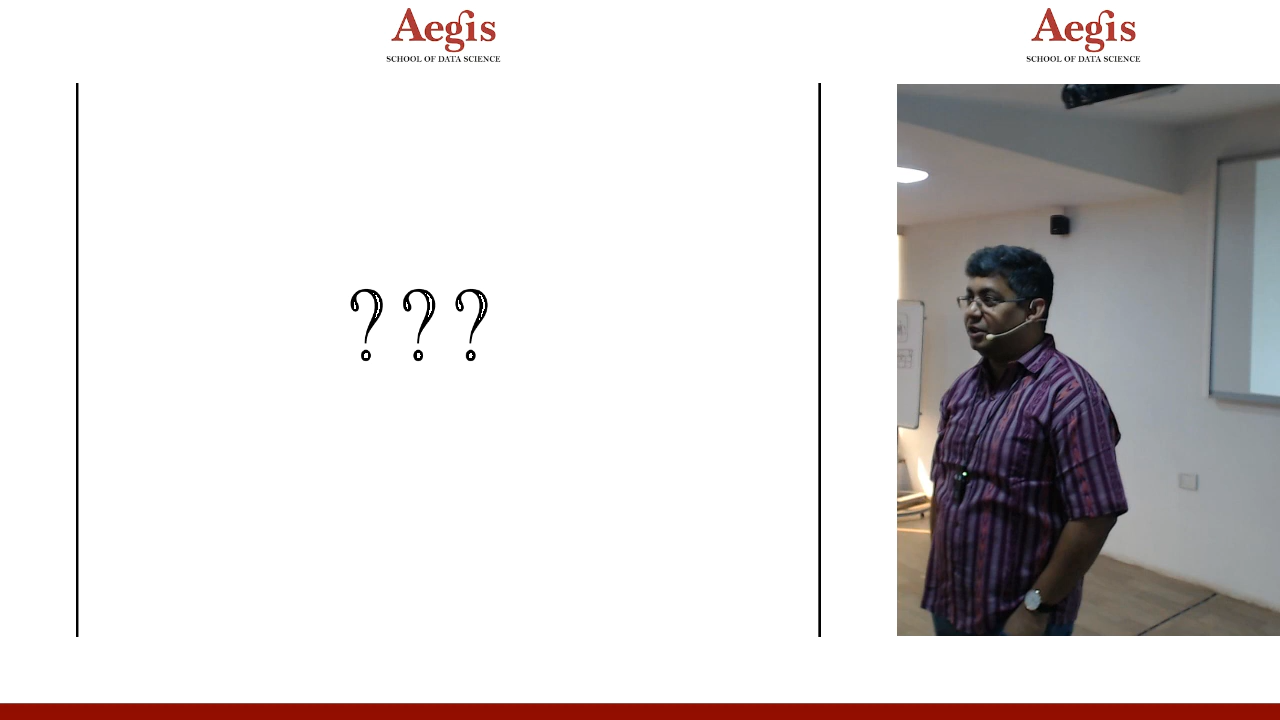 Aegis
SCHOOL OF DATA SCIENCE
Aegis
SCHOOL OF DATA SCIENCE
? ? ?